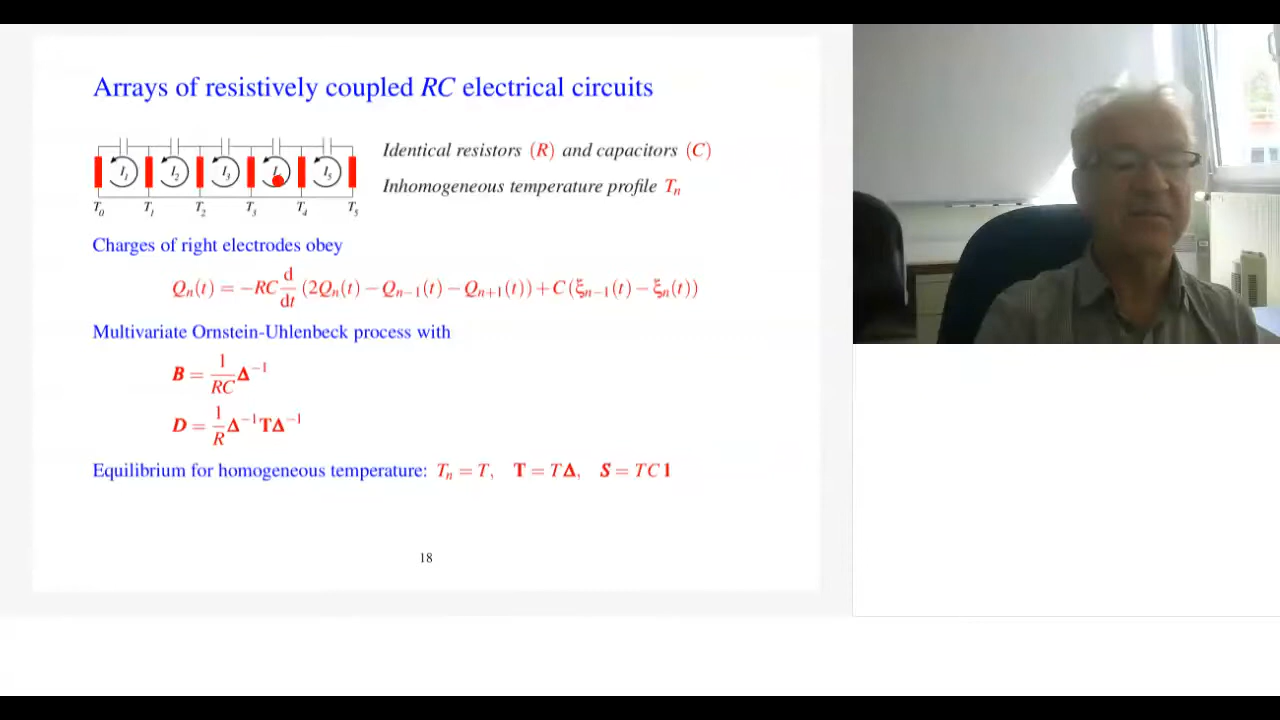 Arrays of resistively coupled RC electrical circuits
I₁ I₂ I₃ I₅
T₀ T₁ T₂ T₃ T₄ T₅
Identical resistors (R) and capacitors (C)
Inhomogeneous temperature profile Tₙ
Charges of right electrodes obey
Qₙ(t) = −RC d/dt (2Qₙ(t) − Qₙ₋₁(t) − Qₙ₊₁(t)) + C(ξₙ₋₁(t) − ξₙ(t))
Multivariate Ornstein-Uhlenbeck process with
B = 1/RC Δ⁻¹
D = 1/R Δ⁻¹TΔ⁻¹
Equilibrium for homogeneous temperature: Tₙ = T, T = TΔ, S = TC1
18